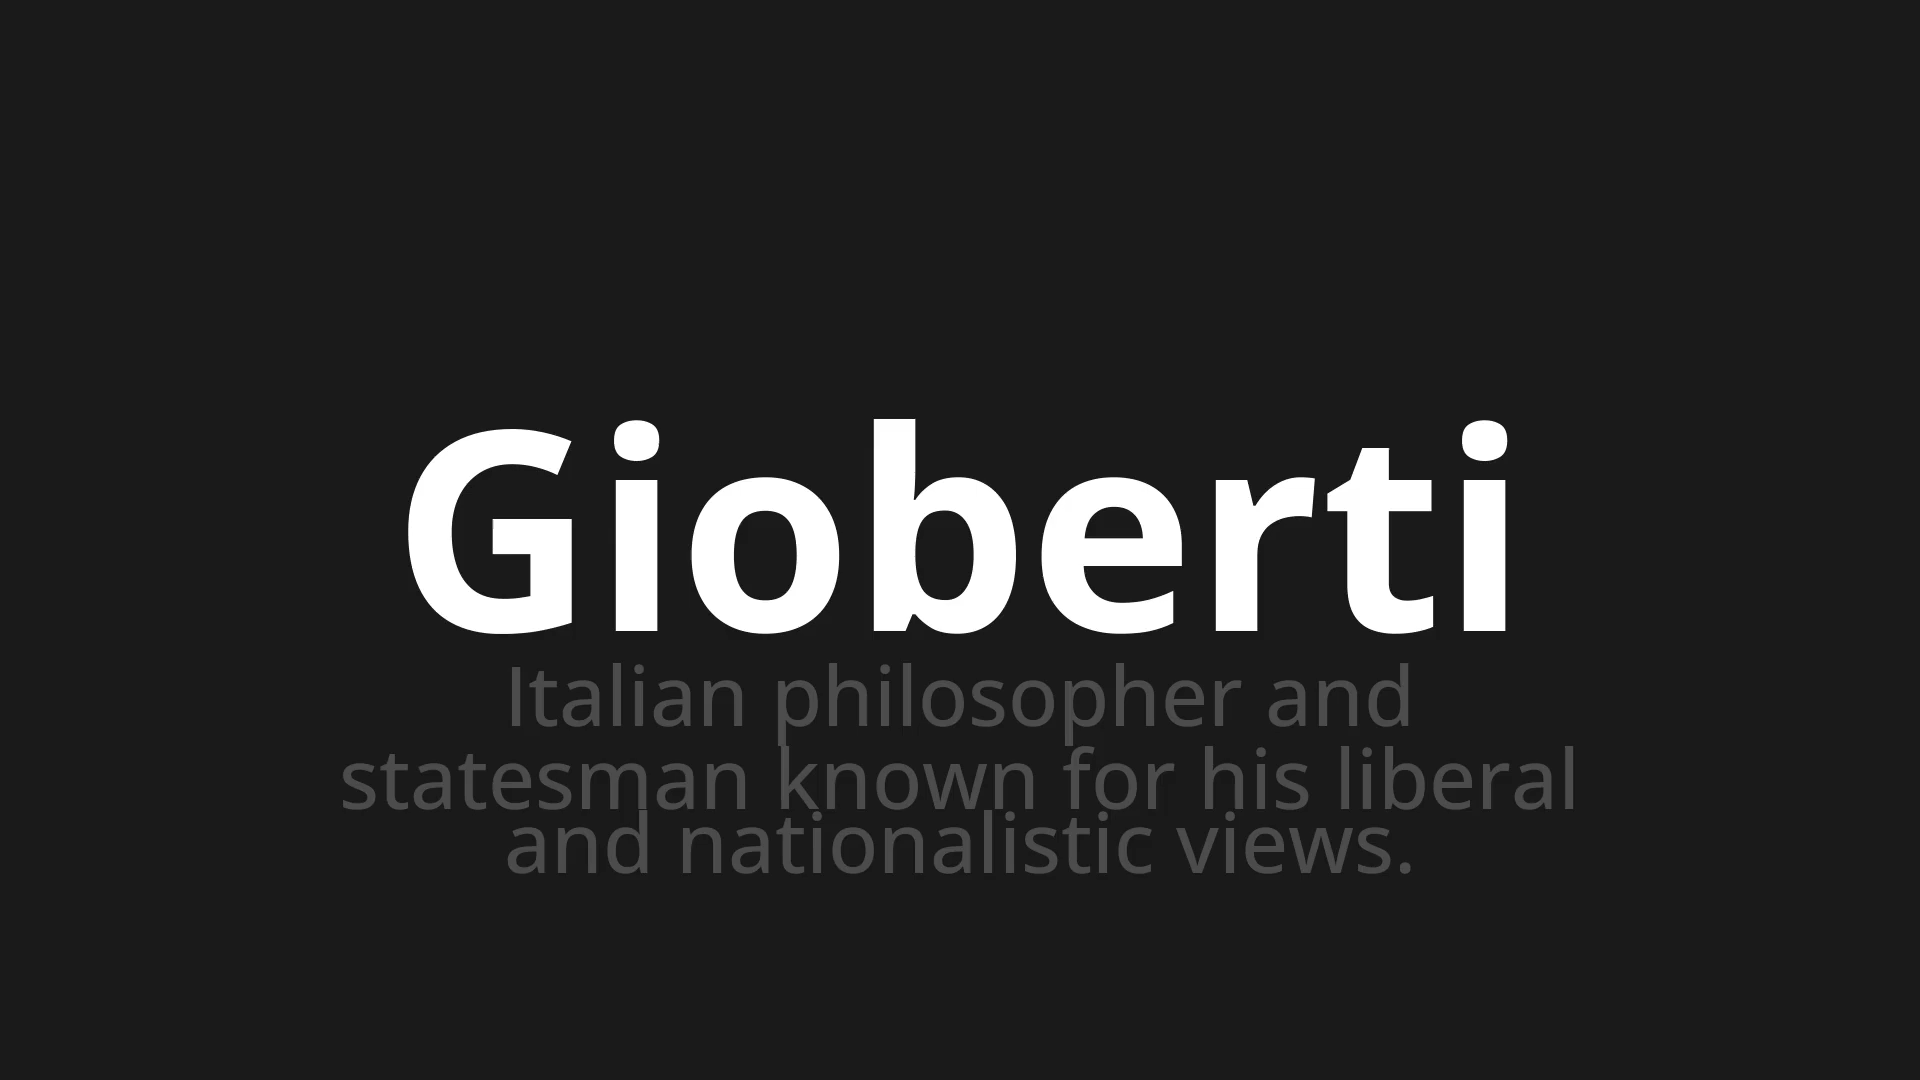 Gioberti
Italian philosopher and
statesman known for his liberal
and nationalistic views.